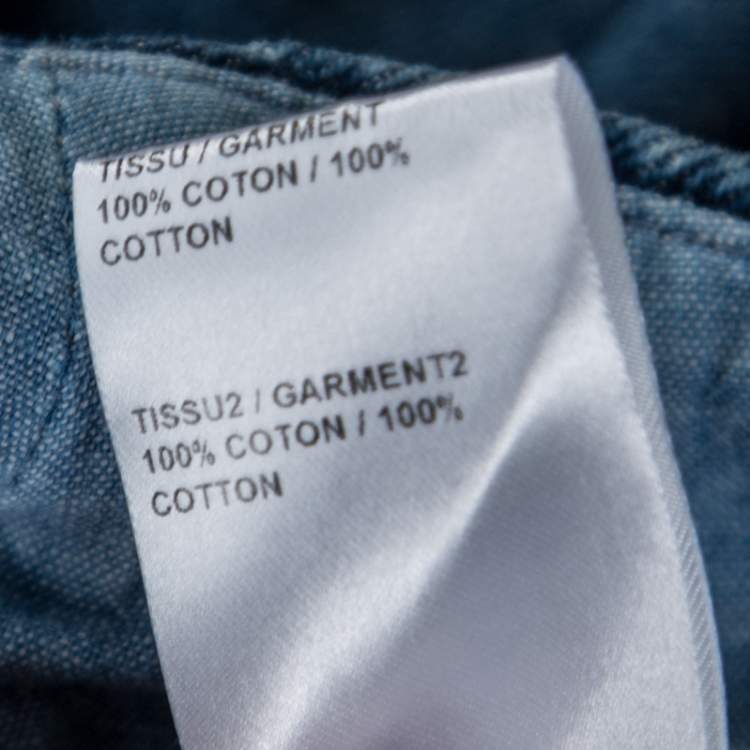 TISSU / GARMENT
100% COTON / 100%
COTTON
TISSU2 / GARMENT2
100% COTON / 100%
COTTON